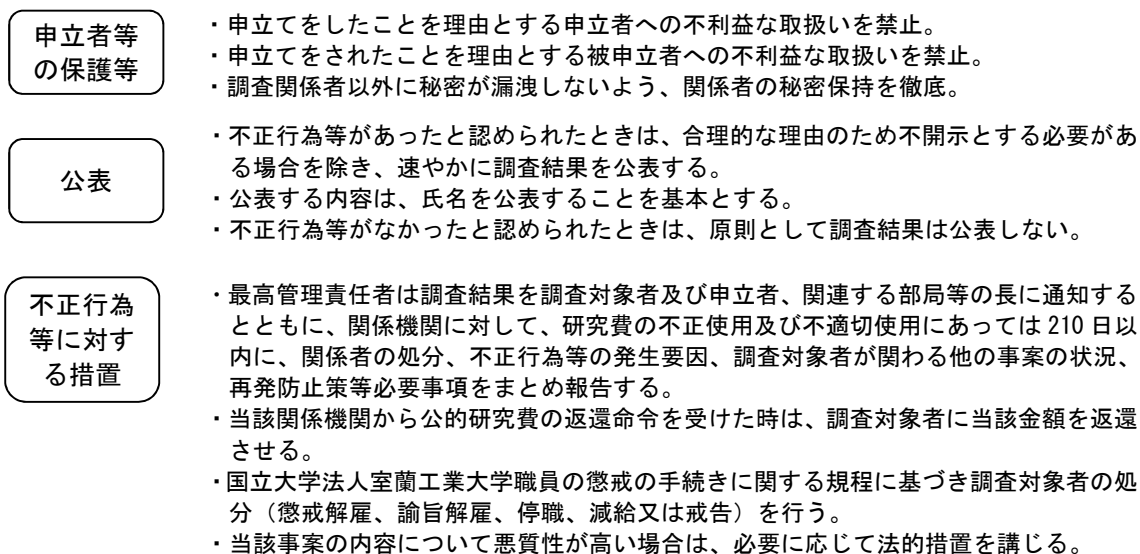 申立者等
の保護等
・申立てをしたことを理由とする申立者への不利益な取扱いを禁止。
・申立てをされたことを理由とする被申立者への不利益な取扱いを禁止。
・調査関係者以外に秘密が漏洩しないよう、関係者の秘密保持を徹底。
公表
・不正行為等があったと認められたときは、合理的な理由のため不開示とする必要があ
る場合を除き、速やかに調査結果を公表する。
・公表する内容は、氏名を公表することを基本とする。
・不正行為等がなかったと認められたときは、原則として調査結果は公表しない。
不正行為
等に対す
る措置
・最高管理責任者は調査結果を調査対象者及び申立者、関連する部局等の長に通知する
とともに、関係機関に対して、研究費の不正使用及び不適切使用にあっては 210 日以
内に、関係者の処分、不正行為等の発生要因、調査対象者が関わる他の事案の状況、
再発防止策等必要事項をまとめ報告する。
・当該関係機関から公的研究費の返還命令を受けた時は、調査対象者に当該金額を返還
させる。
・国立大学法人室蘭工業大学職員の懲戒の手続きに関する規程に基づき調査対象者の処
分（懲戒解雇、諭旨解雇、停職、減給又は戒告）を行う。
・当該事案の内容について悪質性が高い場合は、必要に応じて法的措置を講じる。